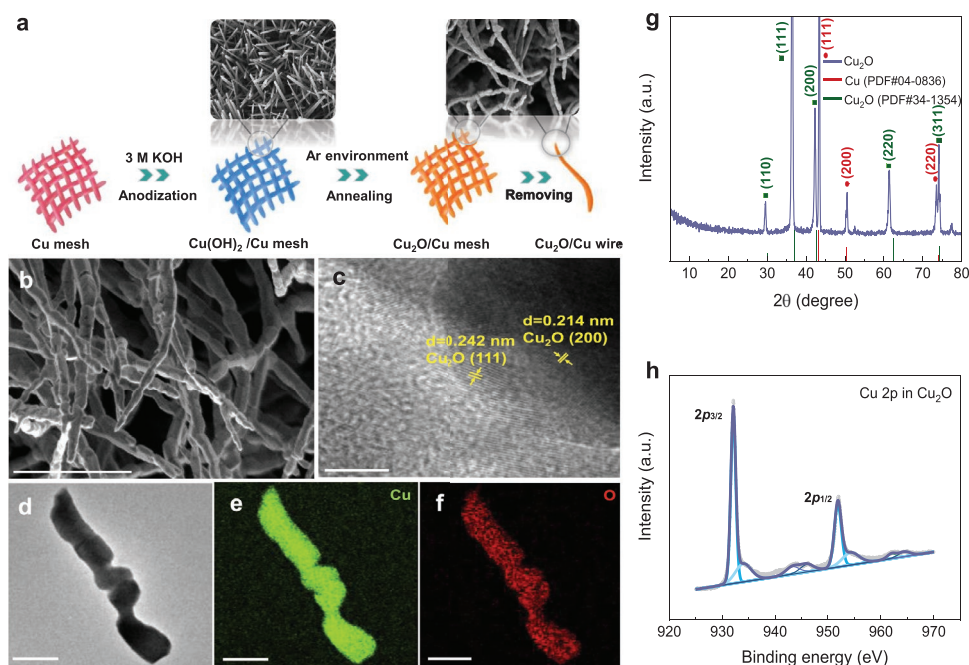 a
3 M KOH
Anodization
Ar environment
Annealing
Removing
Cu mesh
Cu(OH)₂ /Cu mesh
Cu₂O/Cu mesh
Cu₂O/Cu wire
b
c
d=0.242 nm
Cu₂O (111)
d=0.214 nm
Cu₂O (200)
d
e
Cu
f
O
g
Intensity (a.u.)
(110)
(111)
(200)
(111)
(200)
(220)
(220)
(311)
Cu₂O
Cu (PDF#04-0836)
Cu₂O (PDF#34-1354)
10 20 30 40 50 60 70 80
2θ (degree)
h
Cu 2p in Cu₂O
2p3/2
2p1/2
Intensity (a.u.)
920 930 940 950 960 970
Binding energy (eV)